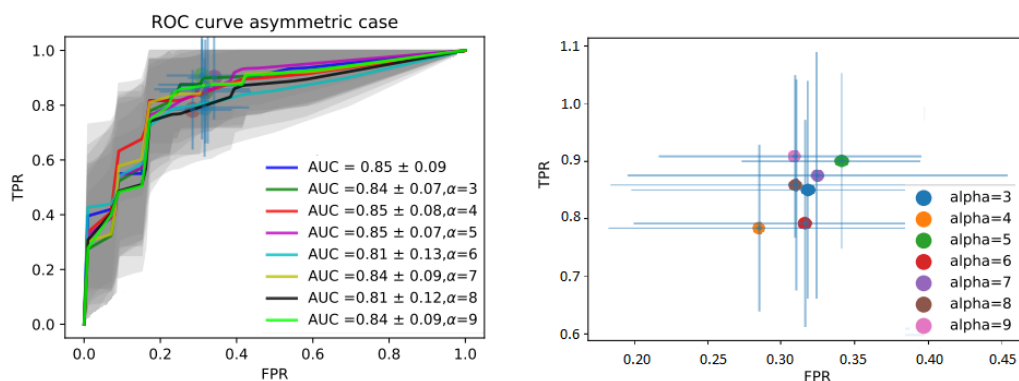 ROC curve asymmetric case
1.0
0.8
0.6
0.4
0.2
0.0
TPR
AUC = 0.85 ± 0.09
AUC =0.84 ± 0.07,α=3
AUC =0.85 ± 0.08,α=4
AUC =0.85 ± 0.07,α=5
AUC =0.81 ± 0.13,α=6
AUC =0.84 ± 0.09,α=7
AUC =0.81 ± 0.12,α=8
AUC =0.84 ± 0.09,α=9
0.0 0.2 0.4 0.6 0.8 1.0
FPR
1.1
1.0
0.9
0.8
0.7
0.6
TPR
alpha=3
alpha=4
alpha=5
alpha=6
alpha=7
alpha=8
alpha=9
0.20 0.25 0.30 0.35 0.40 0.45
FPR